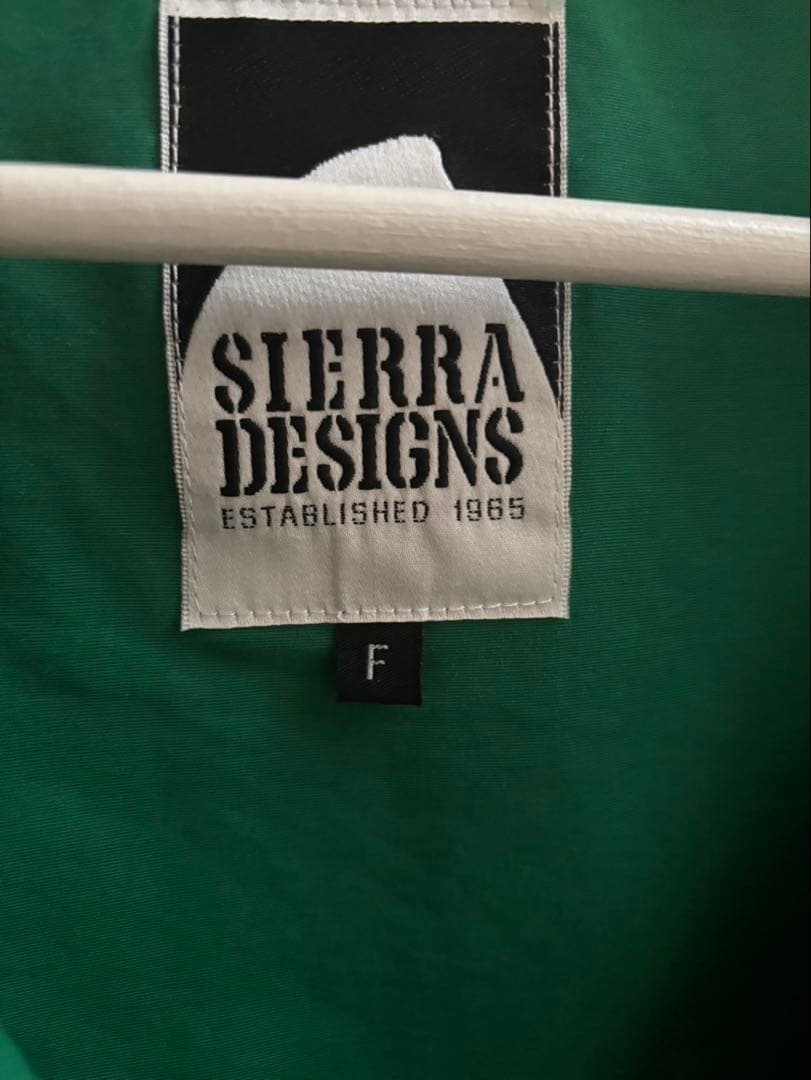 SIERRA
DESIGNS
ESTABLISHED 1965
F